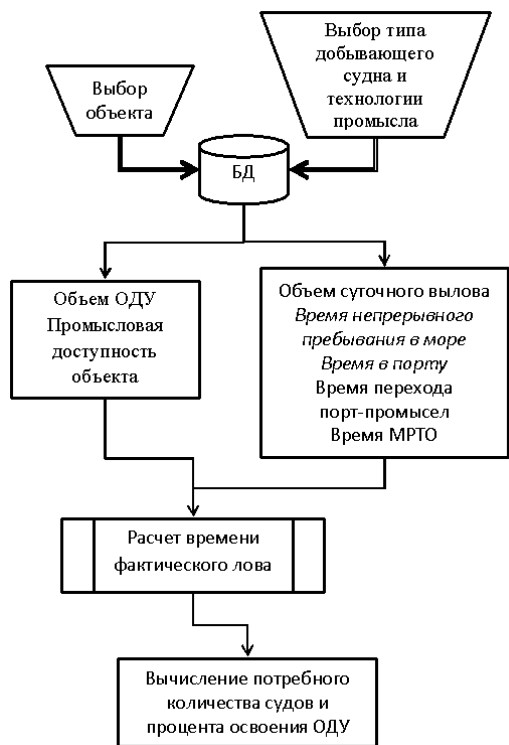 Выбор
объекта
Выбор типа
добывающего
судна и
технологии
промысла
БД
Объем ОДУ
Промысловая
доступность
объекта
Объем суточного вылова
Время непрерывного
пребывания в море
Время в порту
Время перехода
порт-промысел
Время МРТО
Расчет времени
фактического лова
Вычисление потребного
количества судов и
процента освоения ОДУ